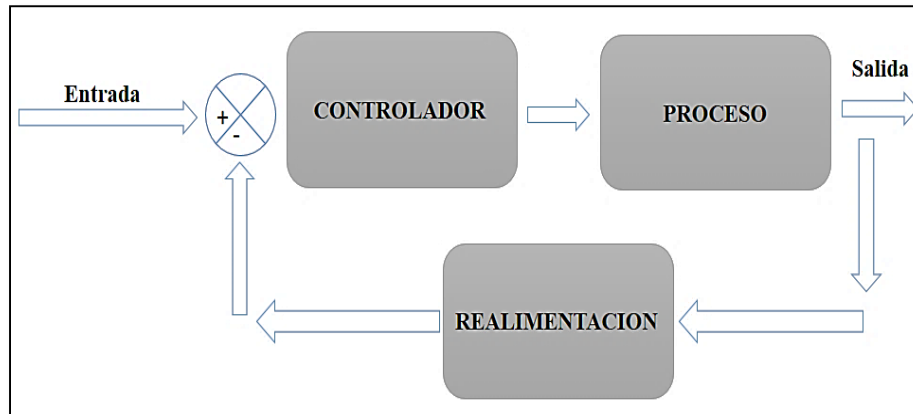 Entrada
+
-
CONTROLADOR
PROCESO
Salida
REALIMENTACION